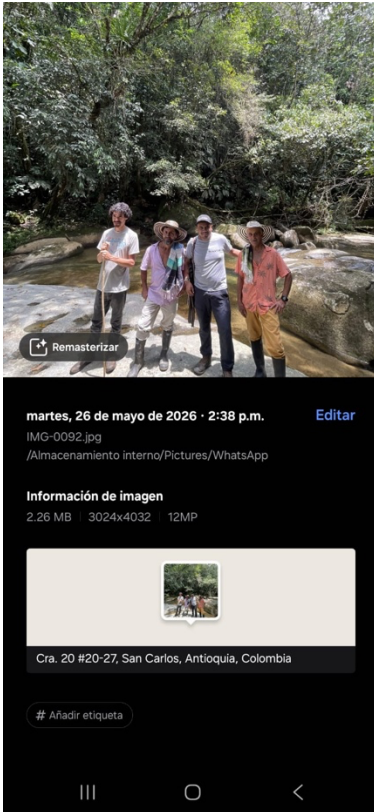 Remasterizar
martes, 26 de mayo de 2026 · 2:38 p.m.
Editar
IMG-0092.jpg
/Almacenamiento interno/Pictures/WhatsApp
Información de imagen
2.26 MB | 3024x4032 | 12MP
Cra. 20 #20-27, San Carlos, Antioquia, Colombia
# Añadir etiqueta